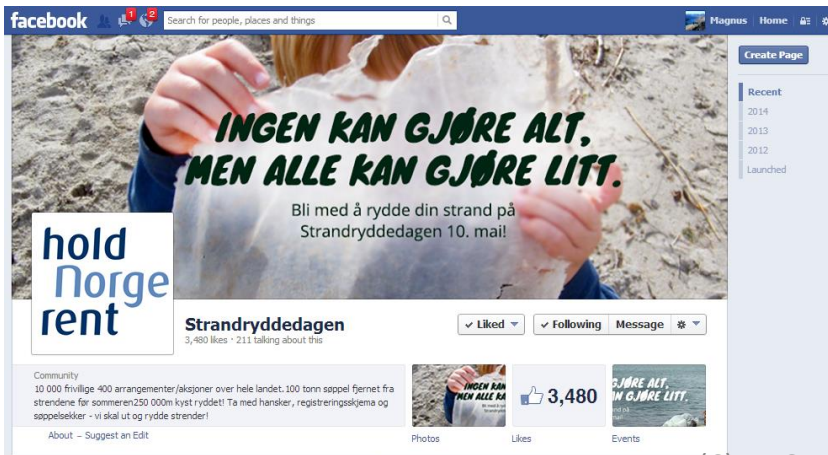 facebook
1
2
Search for people, places and things
Magnus Home
Create Page
Recent
2014
2013
2012
Launched
INGEN KAN GJØRE ALT,
MEN ALLE KAN GJØRE LITT.
Bli med å rydde din strand på
Strandryddedagen 10. mai!
hold
Norge
rent
Strandryddedagen
3,480 likes · 211 talking about this
Liked
Following Message
Community
10 000 frivillige 400 arrangementer/aksjoner over hele landet.100 tonn søppel fjernet fra
strendene før sommeren250 000m kyst ryddet! Ta med hansker, registreringsskjema og
søppelsekker - vi skal ut og rydde strender!
About – Suggest an Edit
INGEN KAN
MEN ALLE KA
Photos
3,480
Likes
GJØRE ALT,
N GJØRE LITT.
Events